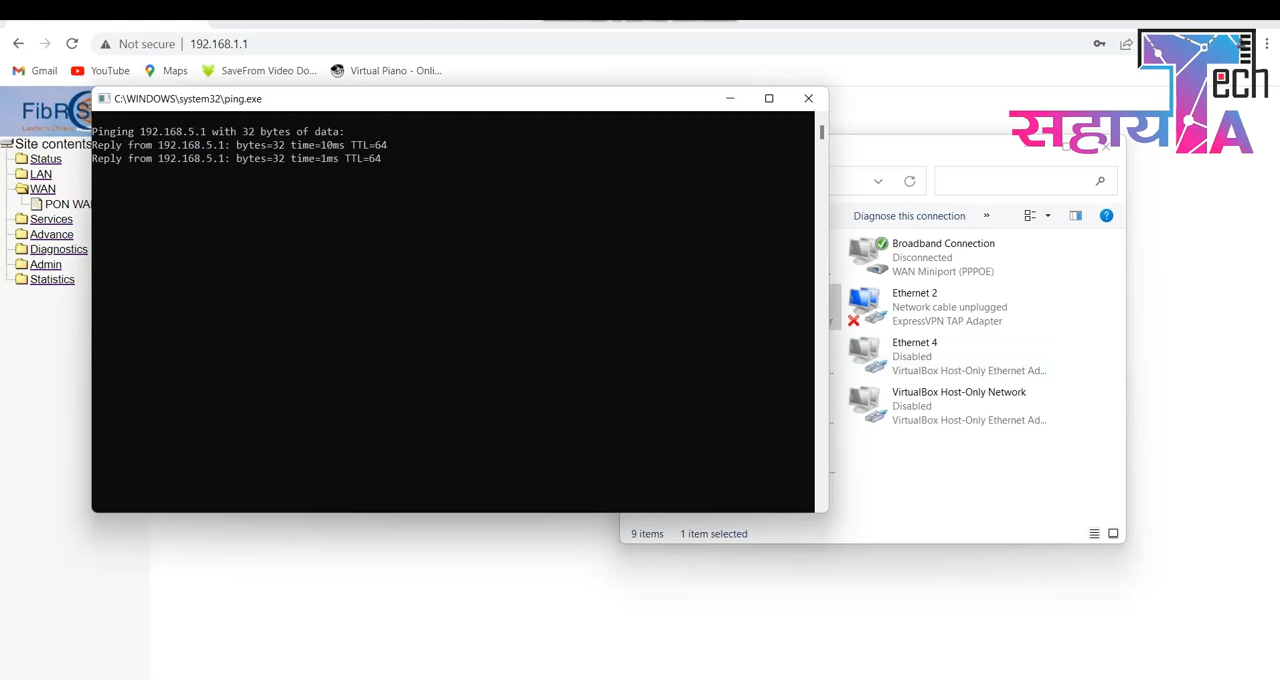 Not secure | 192.168.1.1
Gmail YouTube Maps SaveFrom Video Do... Virtual Piano - Onli...
Tech
सहायTA
C:\WINDOWS\system32\ping.exe
Pinging 192.168.5.1 with 32 bytes of data:
Reply from 192.168.5.1: bytes=32 time=10ms TTL=64
Reply from 192.168.5.1: bytes=32 time=1ms TTL=64
Site contents
Status
LAN
WAN
PON WA
Services
Advance
Diagnostics
Admin
Statistics
Diagnose this connection »
Broadband Connection
Disconnected
WAN Miniport (PPPOE)
Ethernet 2
Network cable unplugged
ExpressVPN TAP Adapter
Ethernet 4
Disabled
VirtualBox Host-Only Ethernet Ad...
VirtualBox Host-Only Network
Disabled
VirtualBox Host-Only Ethernet Ad...
9 items 1 item selected